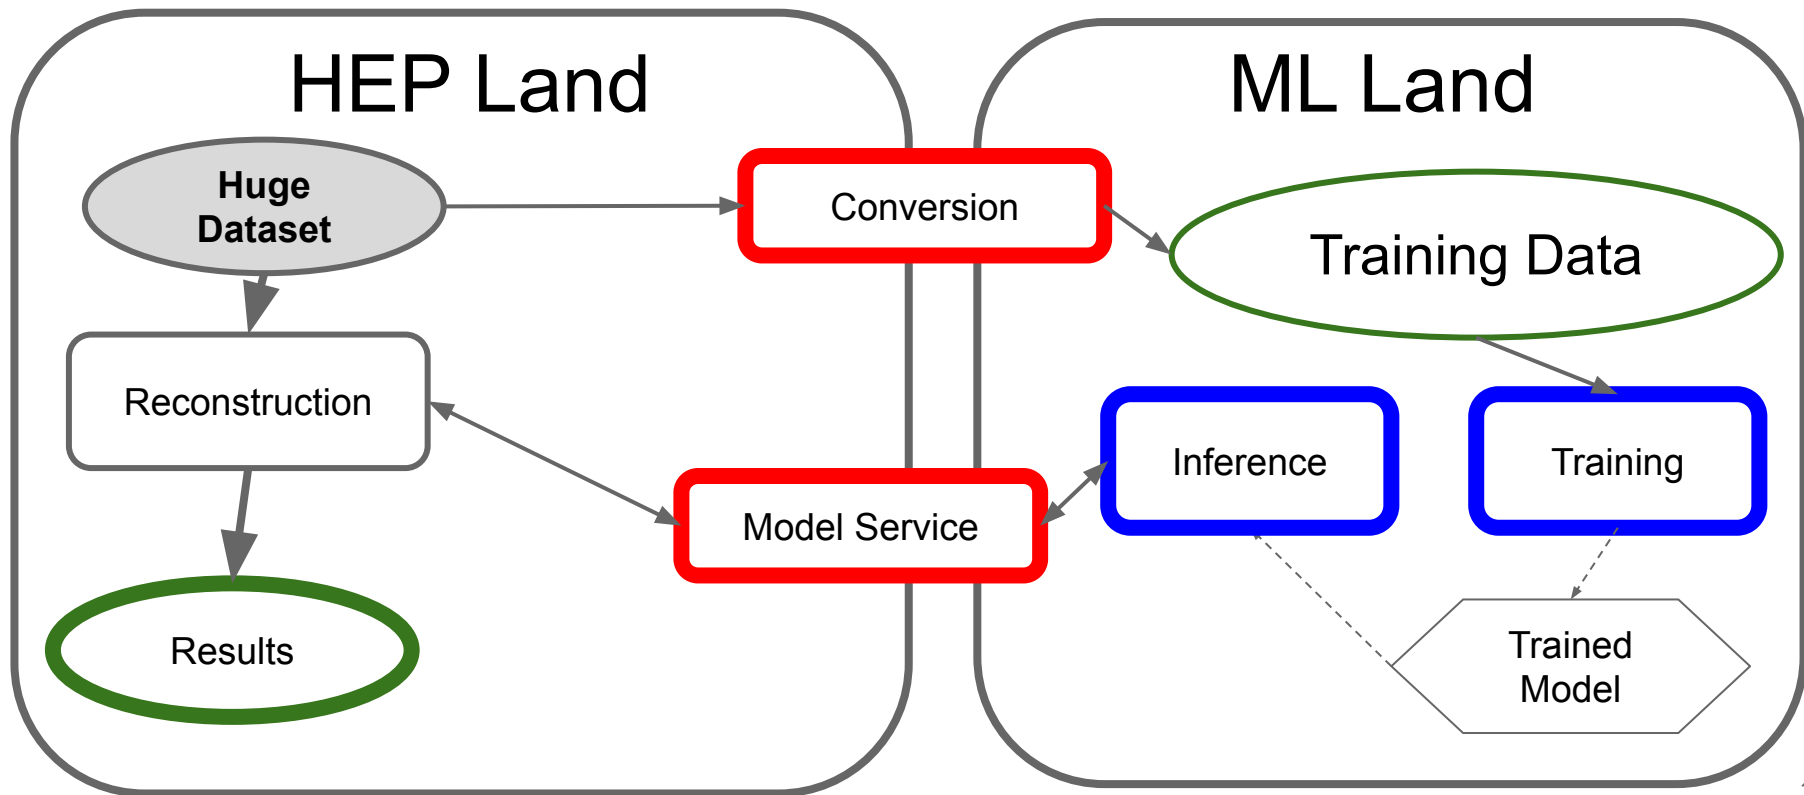 HEP Land
ML Land
Huge
Dataset
Conversion
Training Data
Reconstruction
Inference
Training
Model Service
Results
Trained
Model